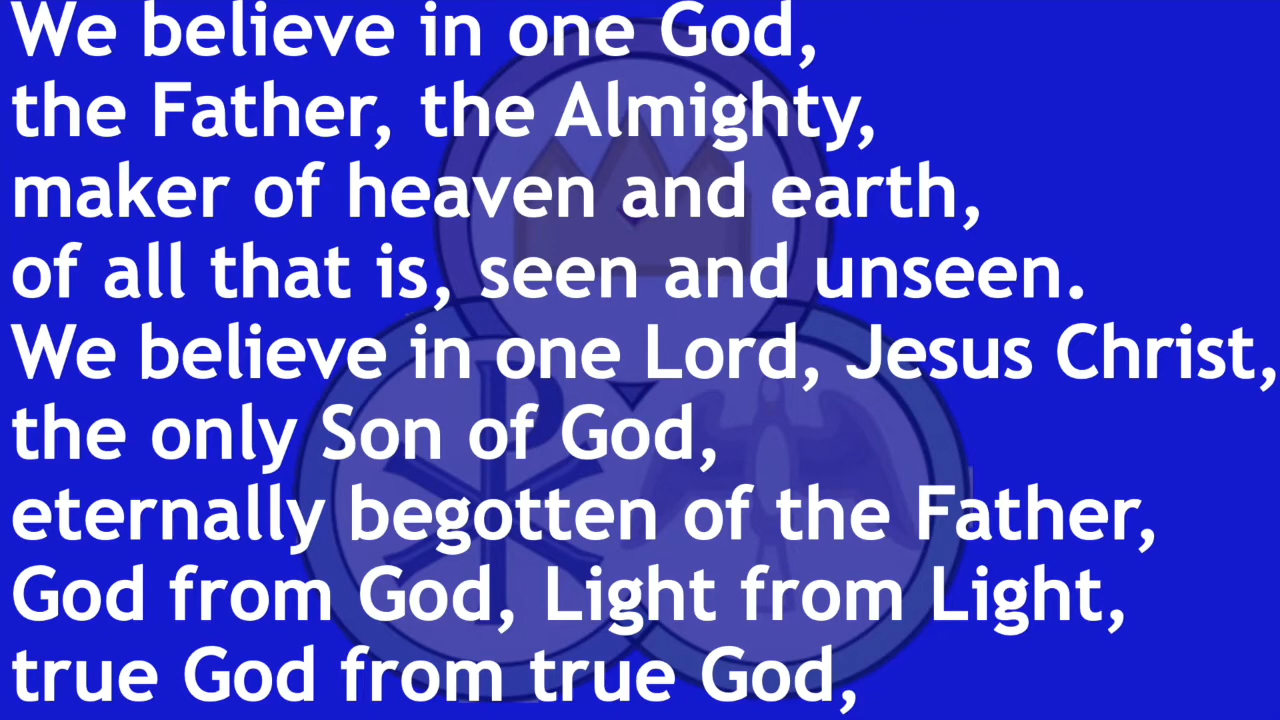 We believe in one God,
the Father, the Almighty,
maker of heaven and earth,
of all that is, seen and unseen.
We believe in one Lord, Jesus Christ,
the only Son of God,
eternally begotten of the Father,
God from God, Light from Light,
true God from true God,